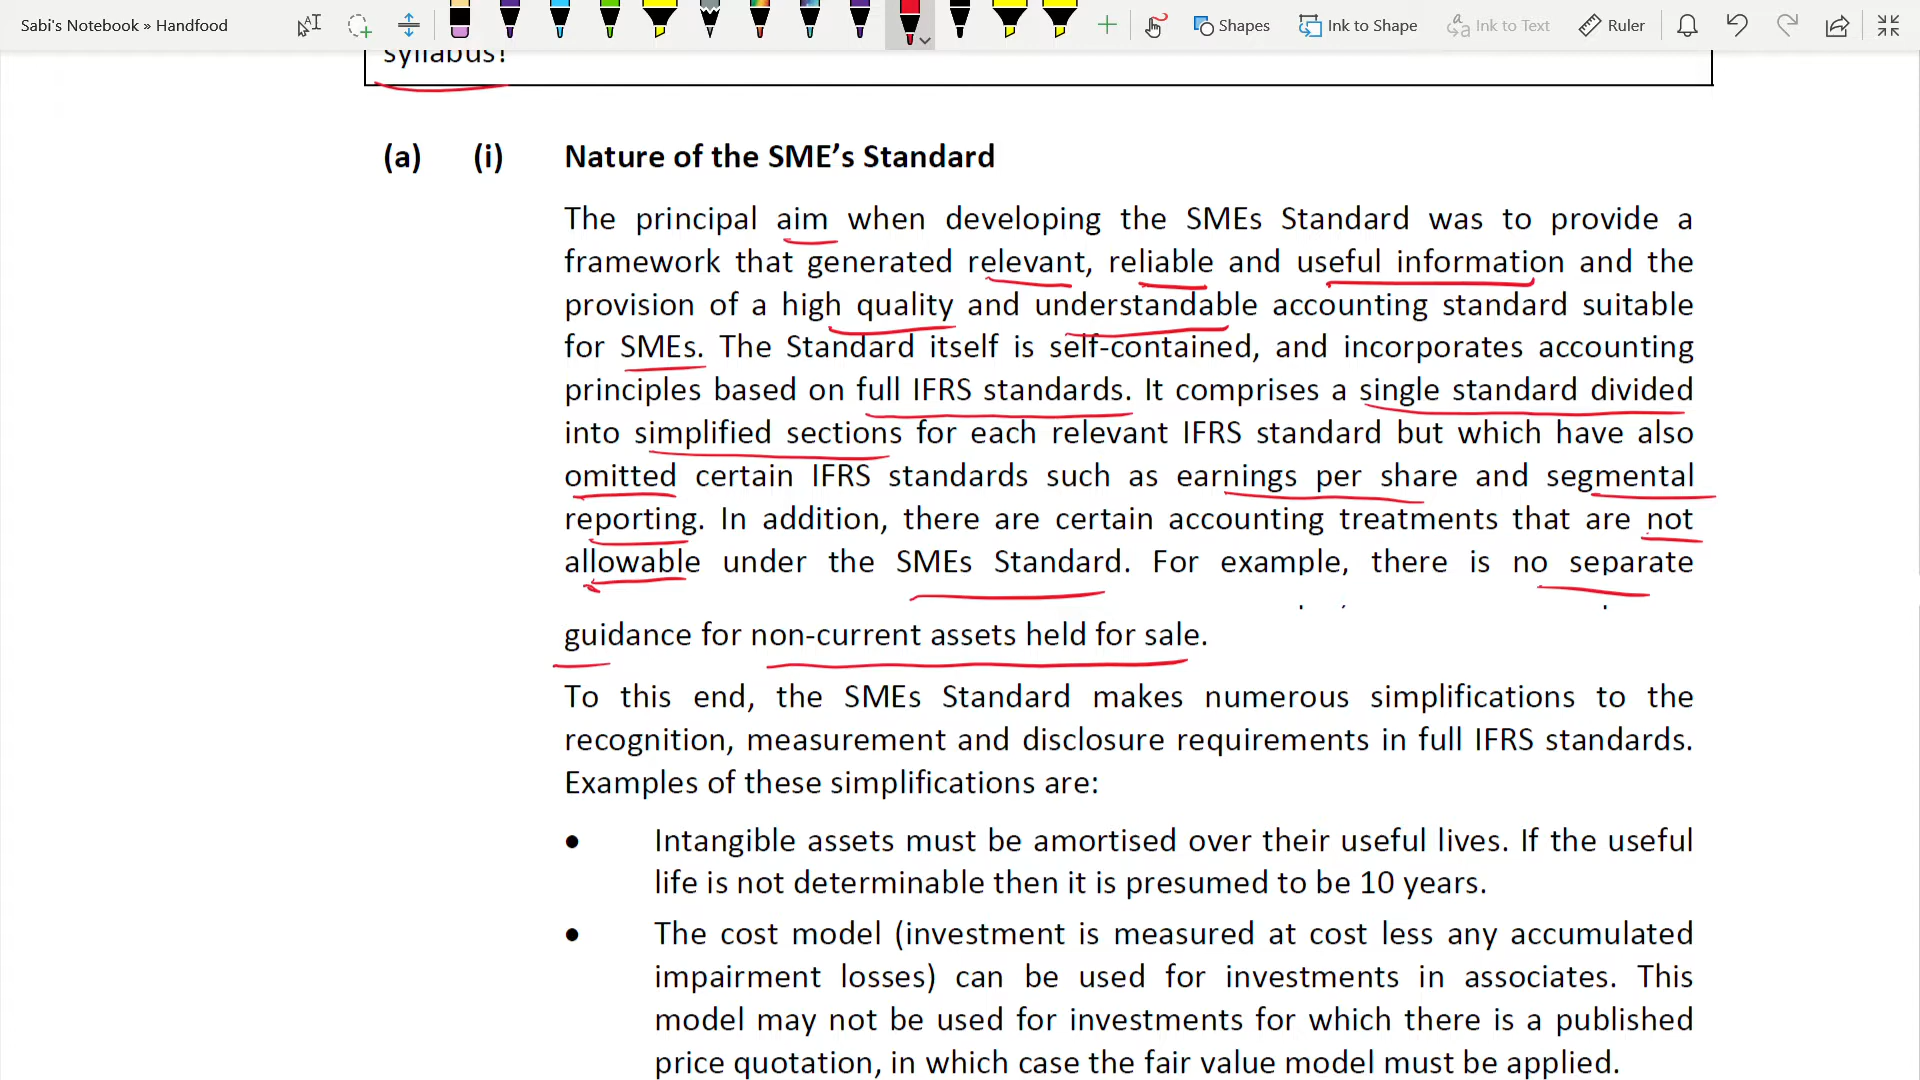 Sabi's Notebook » Handfood
Shapes
Ink to Shape
Ink to Text
Ruler
syllabus!
(a) (i) Nature of the SME’s Standard
The principal aim when developing the SMEs Standard was to provide a
framework that generated relevant, reliable and useful information and the
provision of a high quality and understandable accounting standard suitable
for SMEs. The Standard itself is self-contained, and incorporates accounting
principles based on full IFRS standards. It comprises a single standard divided
into simplified sections for each relevant IFRS standard but which have also
omitted certain IFRS standards such as earnings per share and segmental
reporting. In addition, there are certain accounting treatments that are not
allowable under the SMEs Standard. For example, there is no separate
guidance for non-current assets held for sale.
To this end, the SMEs Standard makes numerous simplifications to the
recognition, measurement and disclosure requirements in full IFRS standards.
Examples of these simplifications are:
• Intangible assets must be amortised over their useful lives. If the useful
life is not determinable then it is presumed to be 10 years.
• The cost model (investment is measured at cost less any accumulated
impairment losses) can be used for investments in associates. This
model may not be used for investments for which there is a published
price quotation, in which case the fair value model must be applied.